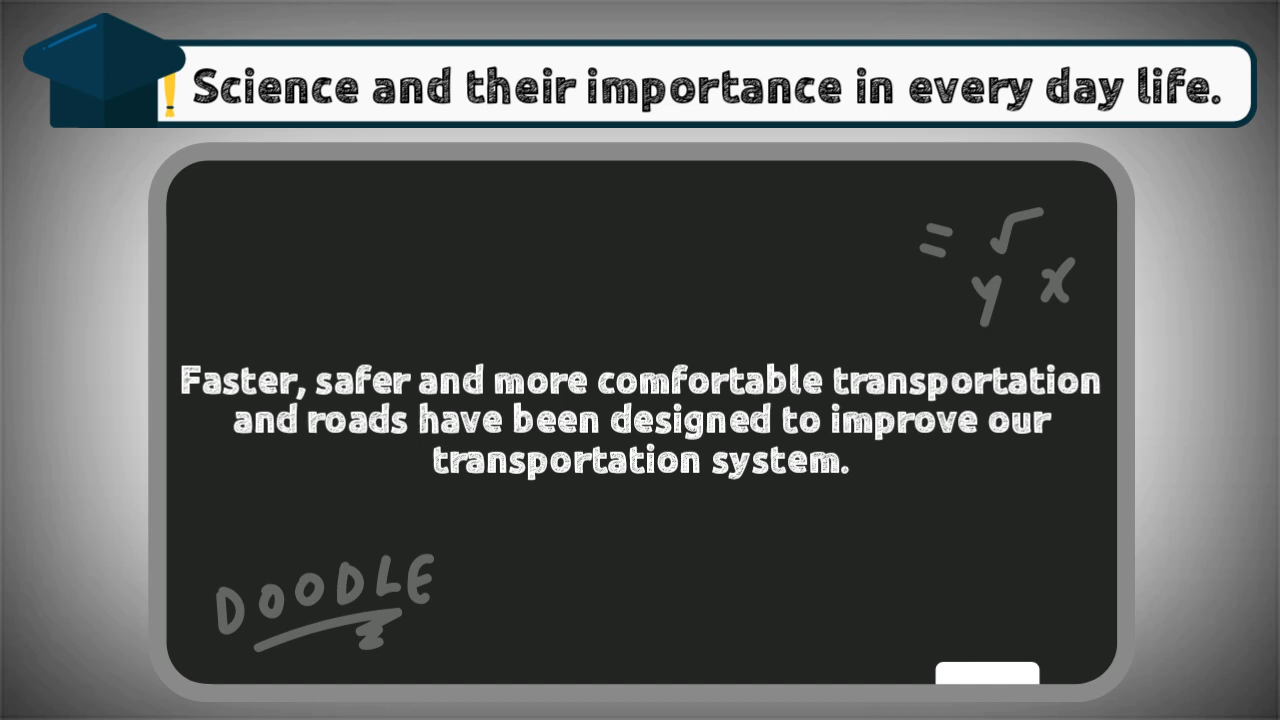 Science and their importance in every day life.
= √
y x
Faster, safer and more comfortable transportation
and roads have been designed to improve our
transportation system.
DOODLE